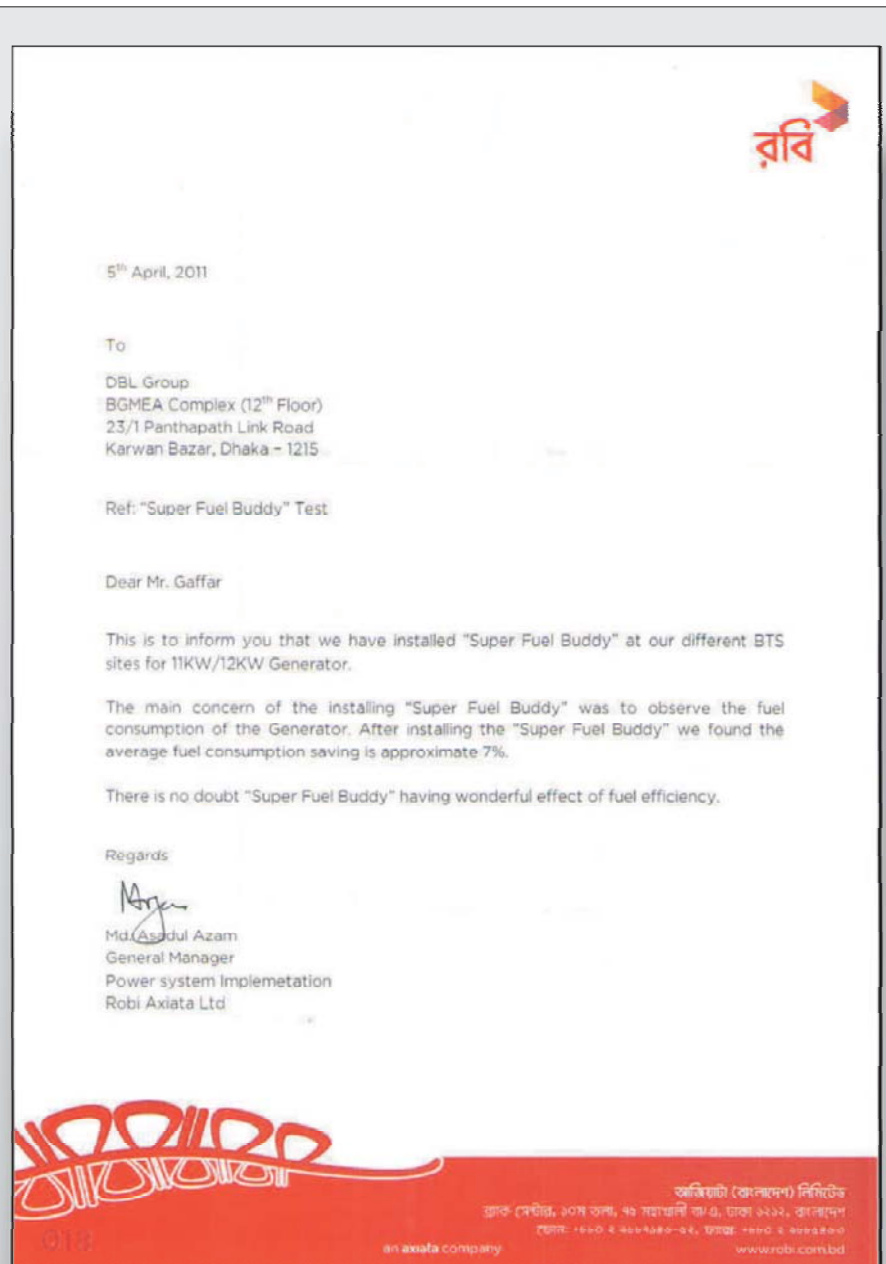 রবি
5th April, 2011
To
DBL Group
BGMEA Complex (12th Floor)
23/1 Panthapath Link Road
Karwan Bazar, Dhaka - 1215
Ref: "Super Fuel Buddy" Test
Dear Mr. Gaffar
This is to inform you that we have installed "Super Fuel Buddy" at our different BTS
sites for 11KW/12KW Generator.
The main concern of the installing "Super Fuel Buddy" was to observe the fuel
consumption of the Generator. After installing the "Super Fuel Buddy" we found the
average fuel consumption saving is approximate 7%.
There is no doubt "Super Fuel Buddy" having wonderful effect of fuel efficiency.
Regards
Md. Asadul Azam
General Manager
Power system Implemetation
Robi Axiata Ltd
আজিয়াটা (বাংলাদেশ) লিমিটেড
ব্র্যাক সেন্টার, ১০ম তলা, ৭৫ মহাখালী বা/এ, ঢাকা ১২১২, বাংলাদেশ
an axiata company
www.robi.com.bd